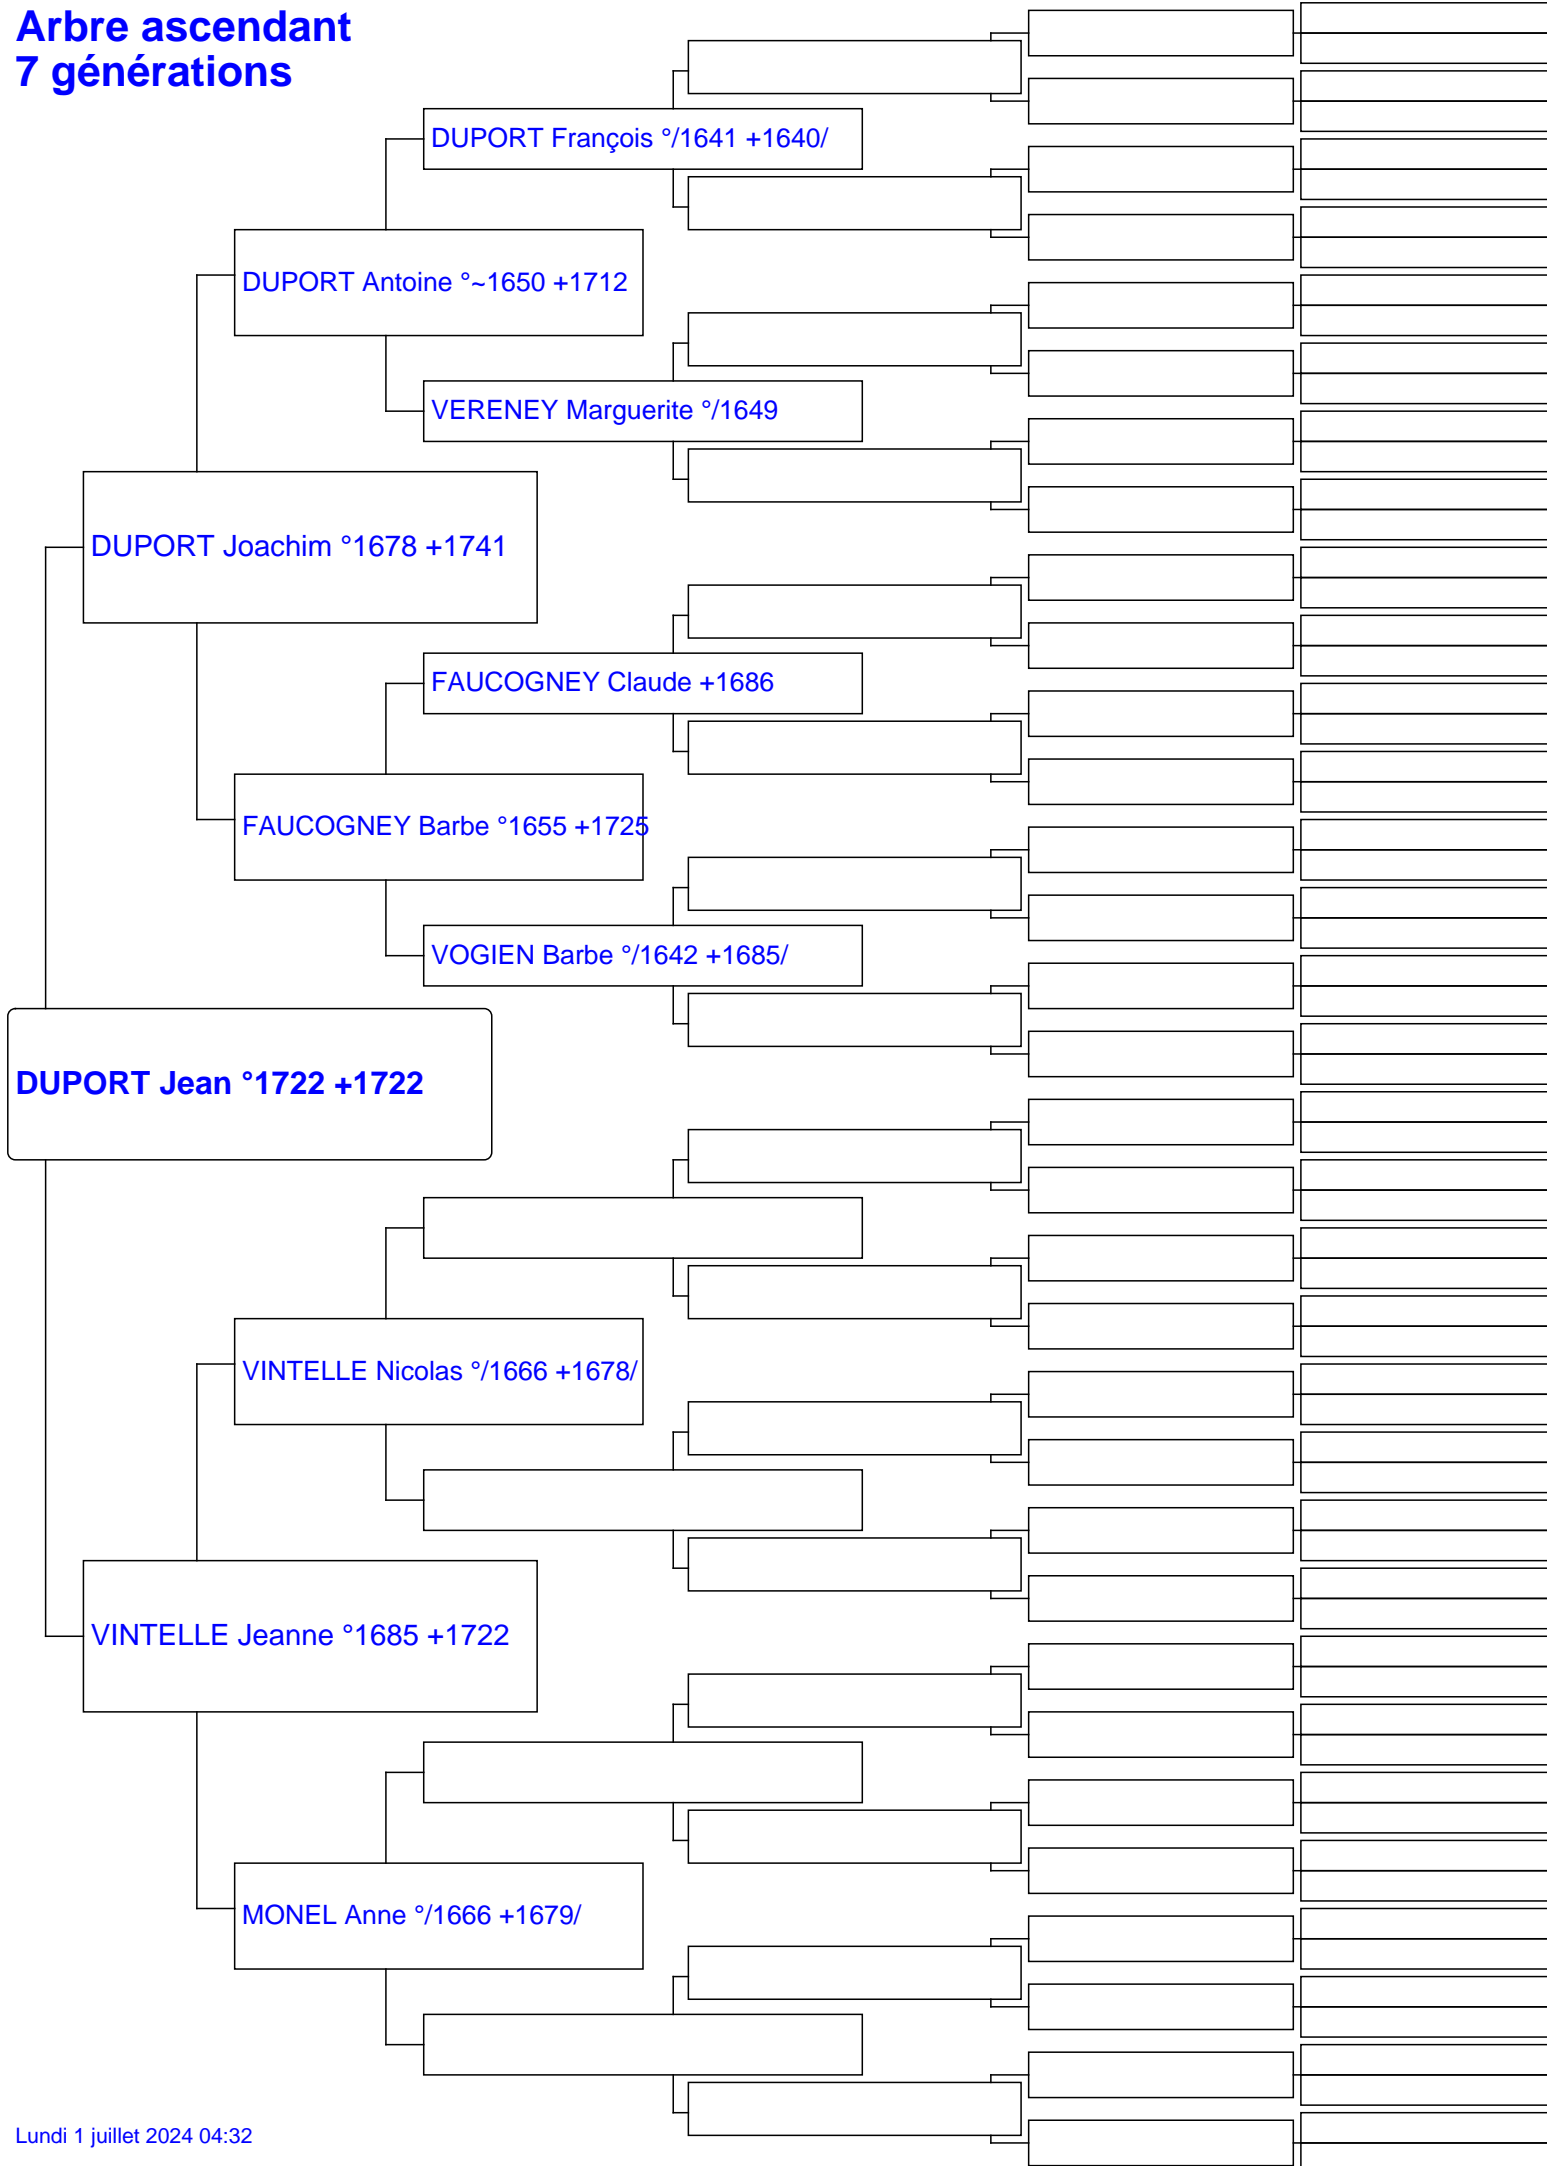 Arbre ascendant
7 générations
DUPORT François °/1641 +1640/
DUPORT Antoine °~1650 +1712
VERENEY Marguerite °/1649
DUPORT Joachim °1678 +1741
FAUCOGNEY Claude +1686
FAUCOGNEY Barbe °1655 +1725
VOGIEN Barbe °/1642 +1685/
DUPORT Jean °1722 +1722
VINTELLE Nicolas °/1666 +1678/
VINTELLE Jeanne °1685 +1722
MONEL Anne °/1666 +1679/
Lundi 1 juillet 2024 04:32